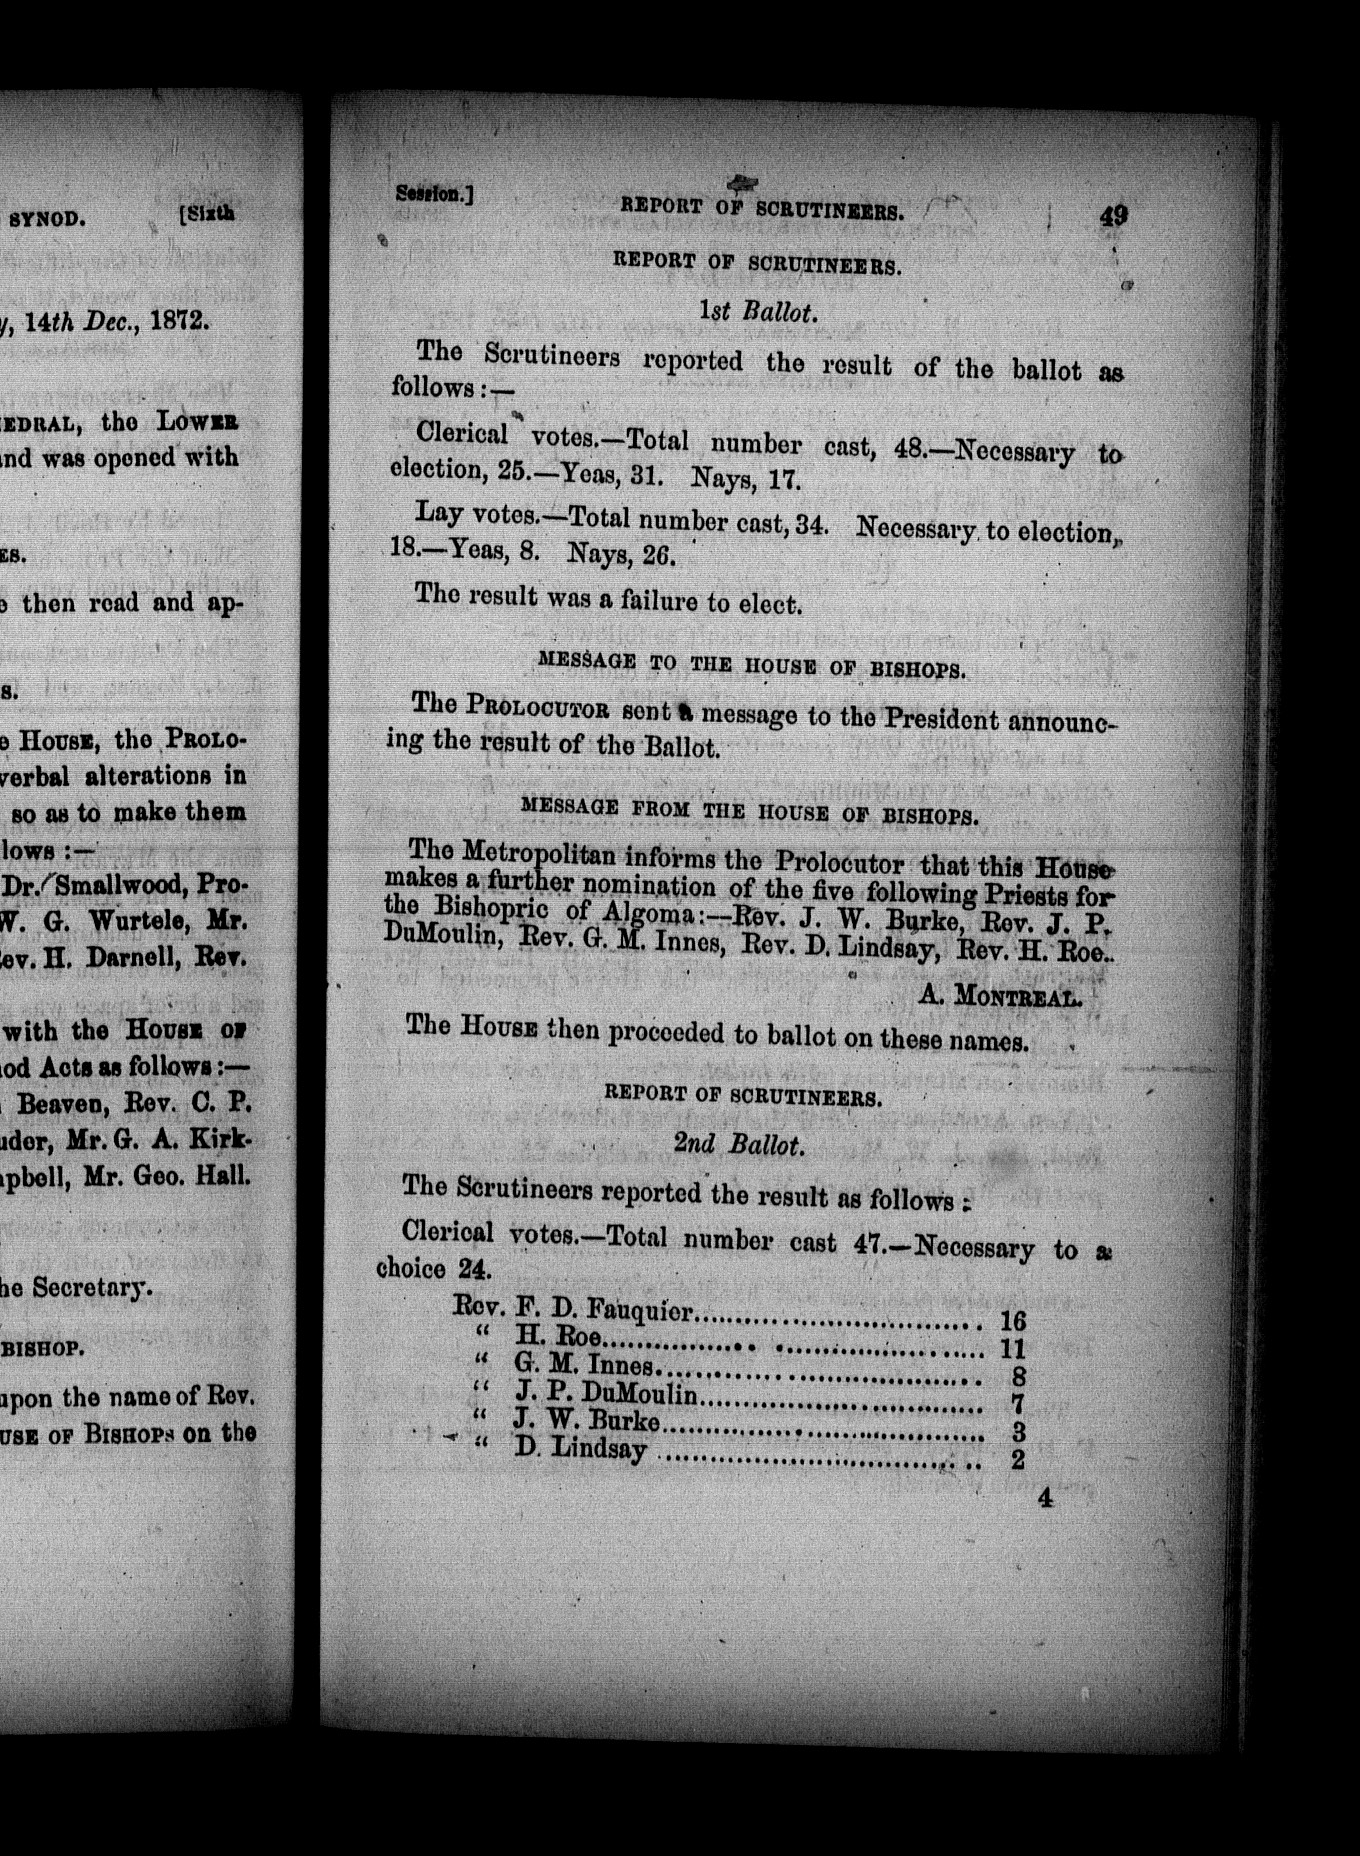 SYNOD. [Sixth
14th Dec., 1872.
the LOWER
was opened with
then read and ap-
HOUSE, the PROLO-
verbal alterations in
so as to make them
:—
Dr. Smallwood, Pro-
W. G. Wurtele, Mr.
H. Darnell, Rev.
with the HOUSE OF
Acts as follows:—
Beaven, Rev. C. P.
Mr. G. A. Kirk-
Mr. Geo. Hall.
Secretary.
BISHOP.
upon the name of Rev.
OF BISHOPS on the
Session.] REPORT OF SCRUTINEERS. 49
REPORT OF SCRUTINEERS.
1st Ballot.
The Scrutineers reported the result of the ballot as
follows:—
Clerical votes.—Total number cast, 48.—Necessary to
election, 25.—Yeas, 31. Nays, 17.
Lay votes.—Total number cast, 34. Necessary to election,
18.—Yeas, 8. Nays, 26.
The result was a failure to elect.
MESSAGE TO THE HOUSE OF BISHOPS.
The PROLOCUTOR sent a message to the President announc-
ing the result of the Ballot.
MESSAGE FROM THE HOUSE OF BISHOPS.
The Metropolitan informs the Prolocutor that this House
makes a further nomination of the five following Priests for
the Bishopric of Algoma:—Rev. J. W. Burke, Rev. J. P.
DuMoulin, Rev. G. M. Innes, Rev. D. Lindsay, Rev. H. Roe.
A. MONTREAL.
The HOUSE then proceeded to ballot on these names.
REPORT OF SCRUTINEERS.
2nd Ballot.
The Scrutineers reported the result as follows:
Clerical votes.—Total number cast 47.—Necessary to a
choice 24.
Rev. F. D. Fauquier.................................. 16
" H. Roe............................................ 11
" G. M. Innes...................................... 8
" J. P. DuMoulin................................ 7
" J. W. Burke..................................... 3
" D. Lindsay ..................................... 2
4